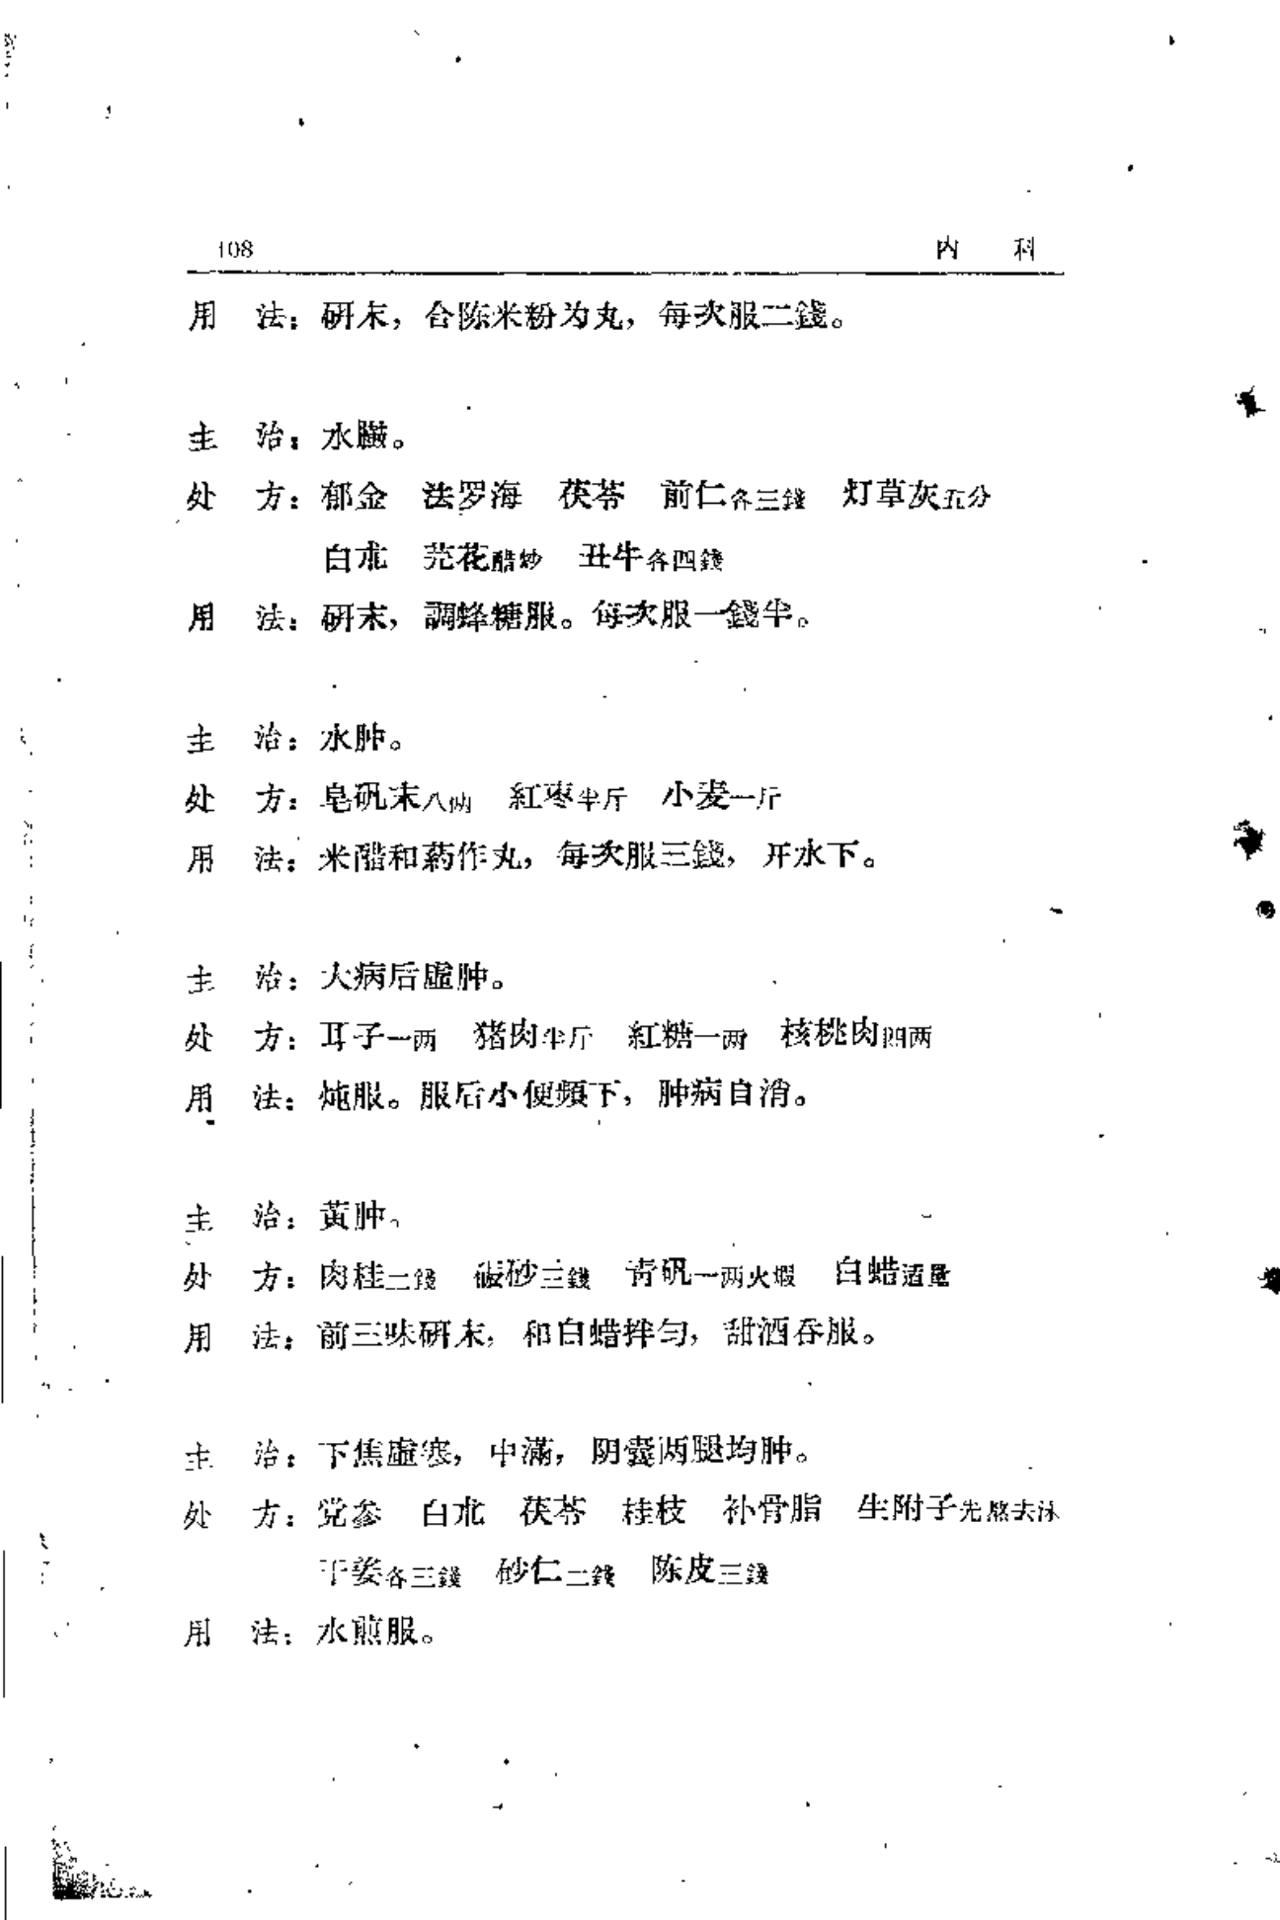 108 内 科
用 法：研末，合陈米粉为丸，每次服二錢。
主 治：水臌。
处 方：郁金 法罗海 茯苓 前仁各三錢 灯草灰五分
白朮 芫花醋炒 丑牛各四錢
用 法：研末，調蜂糖服。每次服一錢半。
主 治：水肿。
处 方：皂矾末八两 紅枣半斤 小麦一斤
用 法：米醋和药作丸，每次服三錢，开水下。
主 治：大病后虛肿。
处 方：耳子一两 猪肉半斤 紅糖一两 核桃肉四两
用 法：炖服。服后小便頻下，肿病自消。
主 治：黃肿。
处 方：肉桂二錢 硇砂三錢 青矾一两火煆 白蜡适量
用 法：前三味研末，和白蜡拌匀，甜酒吞服。
主 治：下焦虛寒，中滿，阴囊两腿均肿。
处 方：党参 白朮 茯苓 桂枝 补骨脂 生附子先熬去沫
干姜各三錢 砂仁二錢 陈皮三錢
用 法：水煎服。